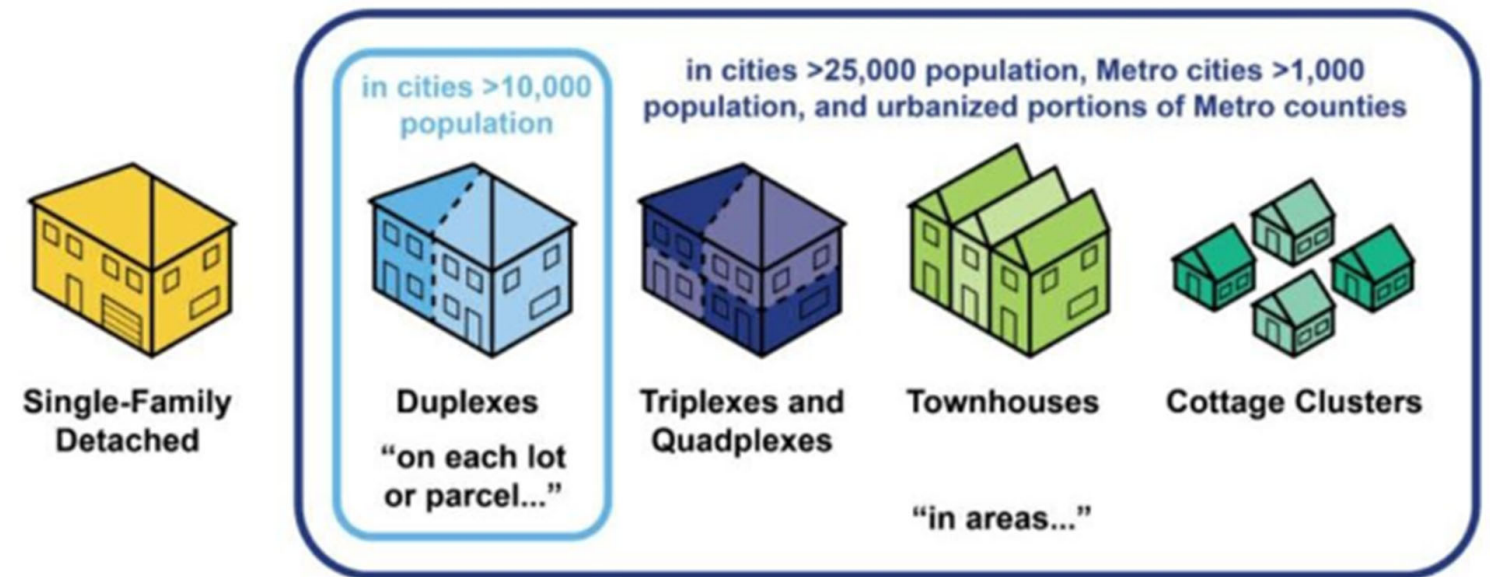 in cities >10,000
population
in cities >25,000 population, Metro cities >1,000
population, and urbanized portions of Metro counties
Single-Family
Detached
Duplexes
“on each lot
or parcel...”
Triplexes and
Quadplexes
Townhouses
Cottage Clusters
“in areas...”